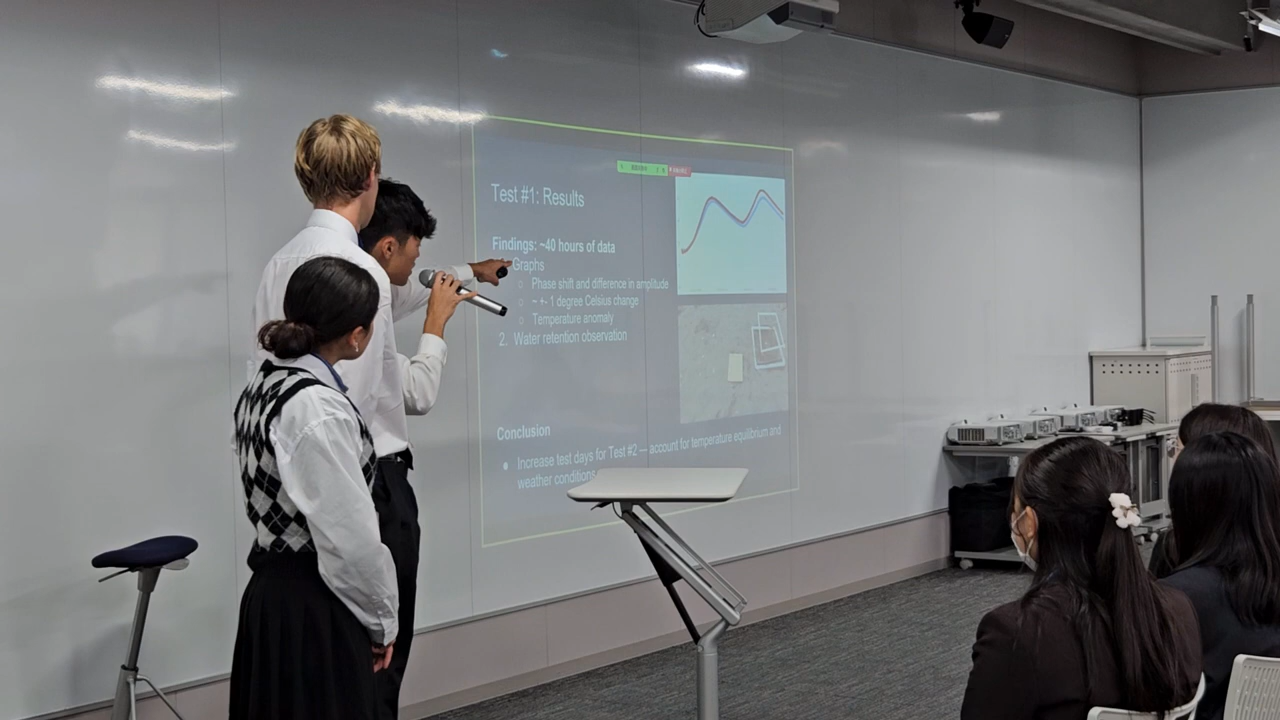 Test #1: Results
Findings: ~40 hours of data
Graphs
○ Phase shift and difference in amplitude
○ ~ +- 1 degree Celsius change
○ Temperature anomaly
2. Water retention observation
Conclusion
● Increase test days for Test #2 — account for temperature equilibrium and
weather conditions